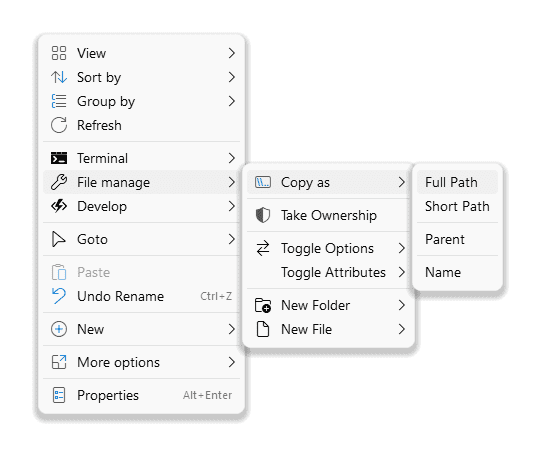 View
Sort by
Group by
Refresh
Terminal
File manage
Develop
Goto
Paste
Undo Rename Ctrl+Z
New
More options
Properties Alt+Enter
Copy as
Take Ownership
Toggle Options
Toggle Attributes
New Folder
New File
Full Path
Short Path
Parent
Name